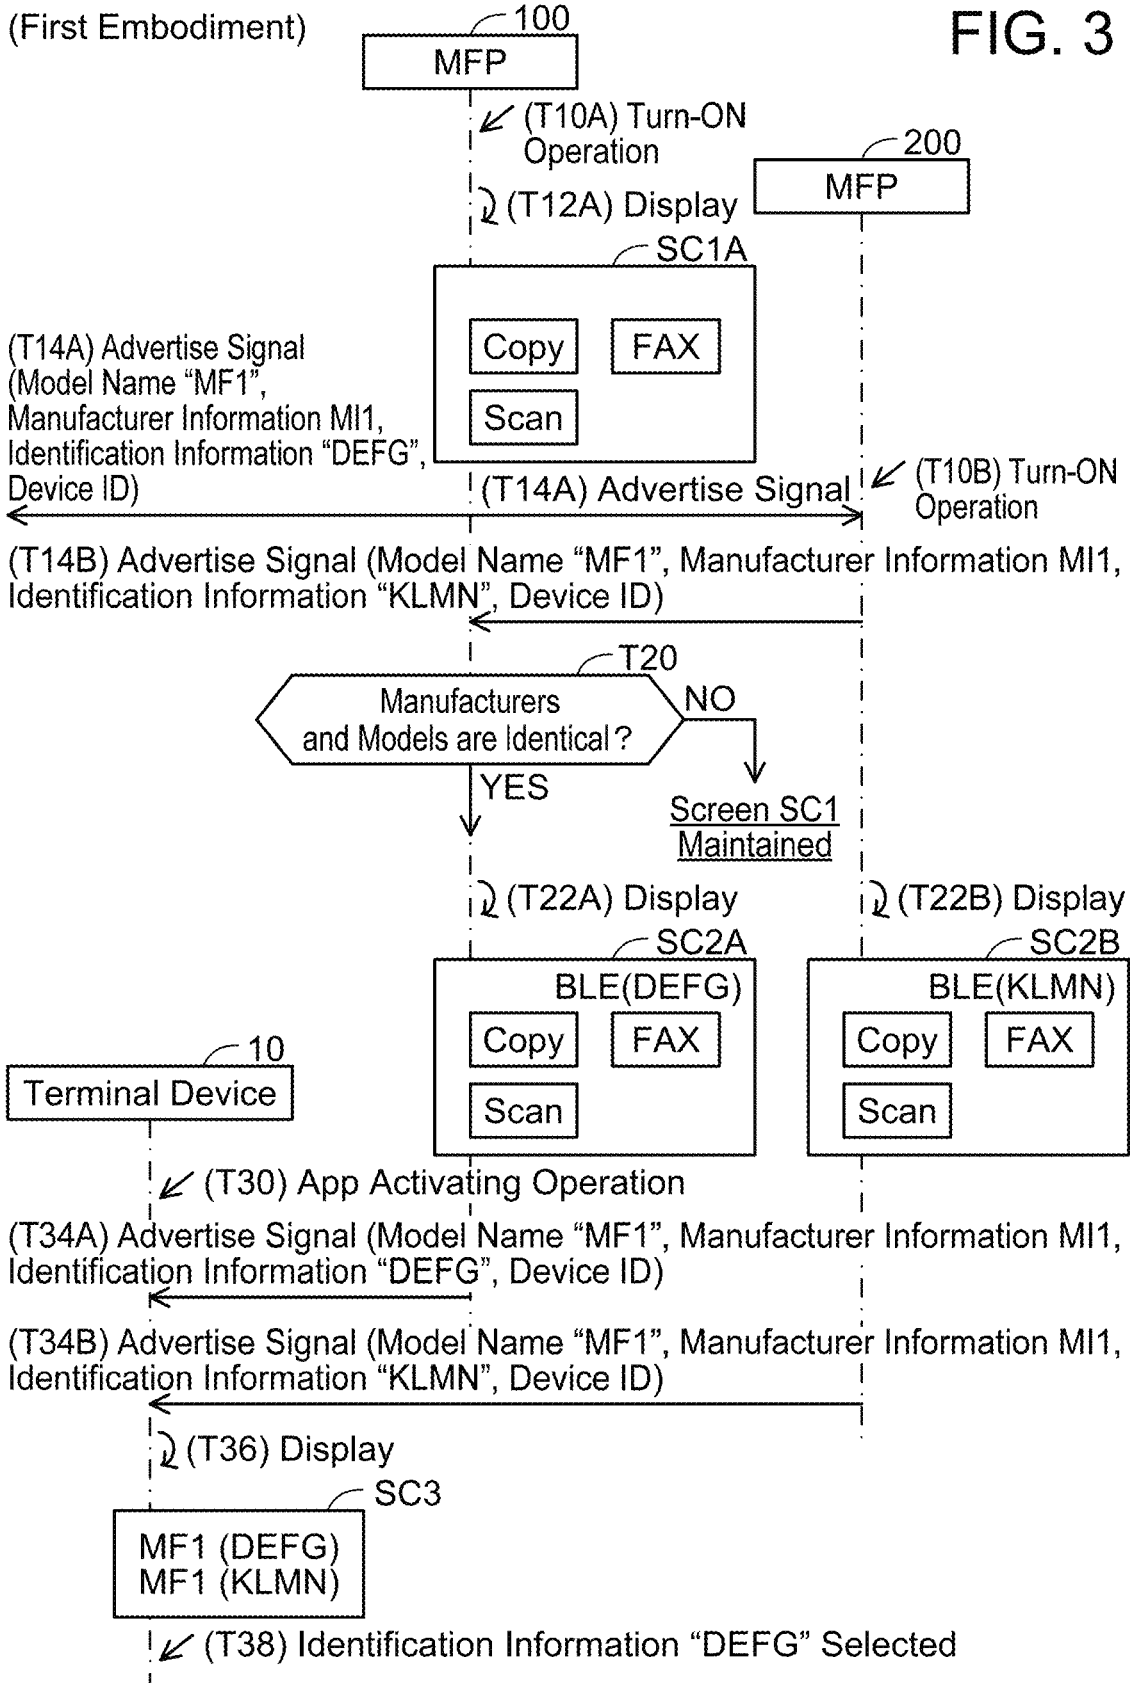 (First Embodiment)
FIG. 3
100
MFP
(T10A) Turn-ON
Operation
200
MFP
(T12A) Display
SC1A
Copy
FAX
Scan
(T14A) Advertise Signal
(Model Name “MF1”,
Manufacturer Information MI1,
Identification Information “DEFG”,
Device ID)
(T14A) Advertise Signal
(T10B) Turn-ON
Operation
(T14B) Advertise Signal (Model Name “MF1”, Manufacturer Information MI1,
Identification Information “KLMN”, Device ID)
T20
Manufacturers
and Models are Identical?
NO
YES
Screen SC1
Maintained
(T22A) Display
(T22B) Display
SC2A
BLE(DEFG)
Copy
FAX
Scan
SC2B
BLE(KLMN)
Copy
FAX
Scan
10
Terminal Device
(T30) App Activating Operation
(T34A) Advertise Signal (Model Name “MF1”, Manufacturer Information MI1,
Identification Information “DEFG”, Device ID)
(T34B) Advertise Signal (Model Name “MF1”, Manufacturer Information MI1,
Identification Information “KLMN”, Device ID)
(T36) Display
SC3
MF1 (DEFG)
MF1 (KLMN)
(T38) Identification Information “DEFG” Selected